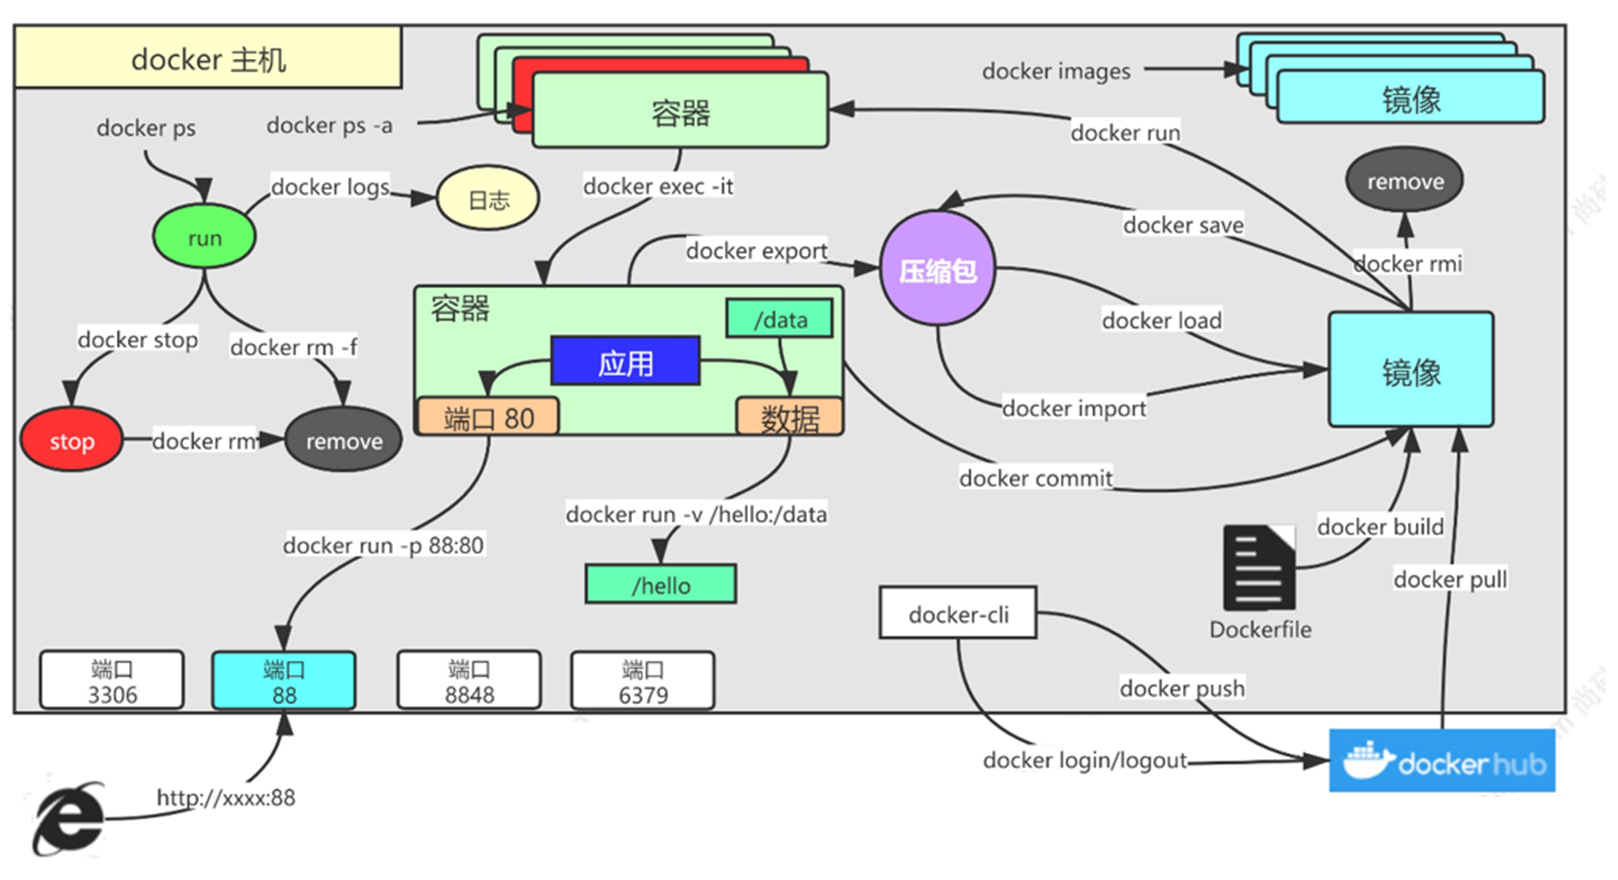 docker 主机
docker ps
docker ps -a
容器
docker images
镜像
docker run
remove
docker logs
日志
docker exec -it
run
docker export
压缩包
docker save
docker rmi
docker stop
docker rm -f
容器
/data
应用
docker load
镜像
端口 80
数据
docker import
stop
docker rm
remove
docker commit
docker run -v /hello:/data
docker run -p 88:80
docker build
/hello
docker pull
docker-cli
Dockerfile
端口
3306
端口
88
端口
8848
端口
6379
docker push
docker login/logout
dockerhub
http://xxxx:88